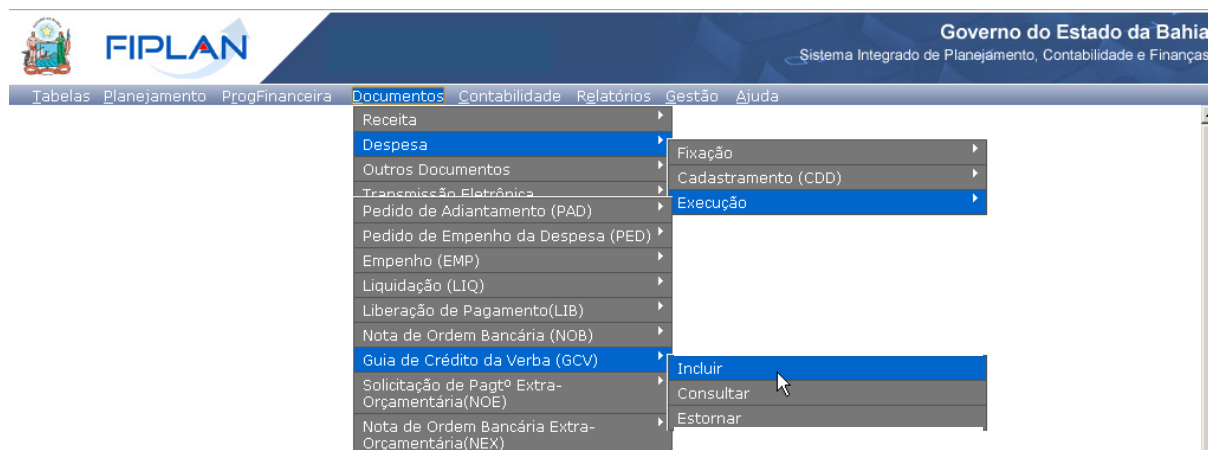 FIPLAN
Governo do Estado da Bahia
Sistema Integrado de Planejamento, Contabilidade e Finanças
Tabelas Planejamento ProgFinanceira Documentos Contabilidade Relatórios Gestão Ajuda
Receita
Despesa
Outros Documentos
Transmissão Eletrônica
Fixação
Cadastramento (CDD)
Execução
Pedido de Adiantamento (PAD)
Pedido de Empenho da Despesa (PED)
Empenho (EMP)
Liquidação (LIQ)
Liberação de Pagamento(LIB)
Nota de Ordem Bancária (NOB)
Guia de Crédito da Verba (GCV)
Solicitação de Pagtº Extra-
Orçamentária(NOE)
Nota de Ordem Bancária Extra-
Orçamentária(NEX)
Incluir
Consultar
Estornar